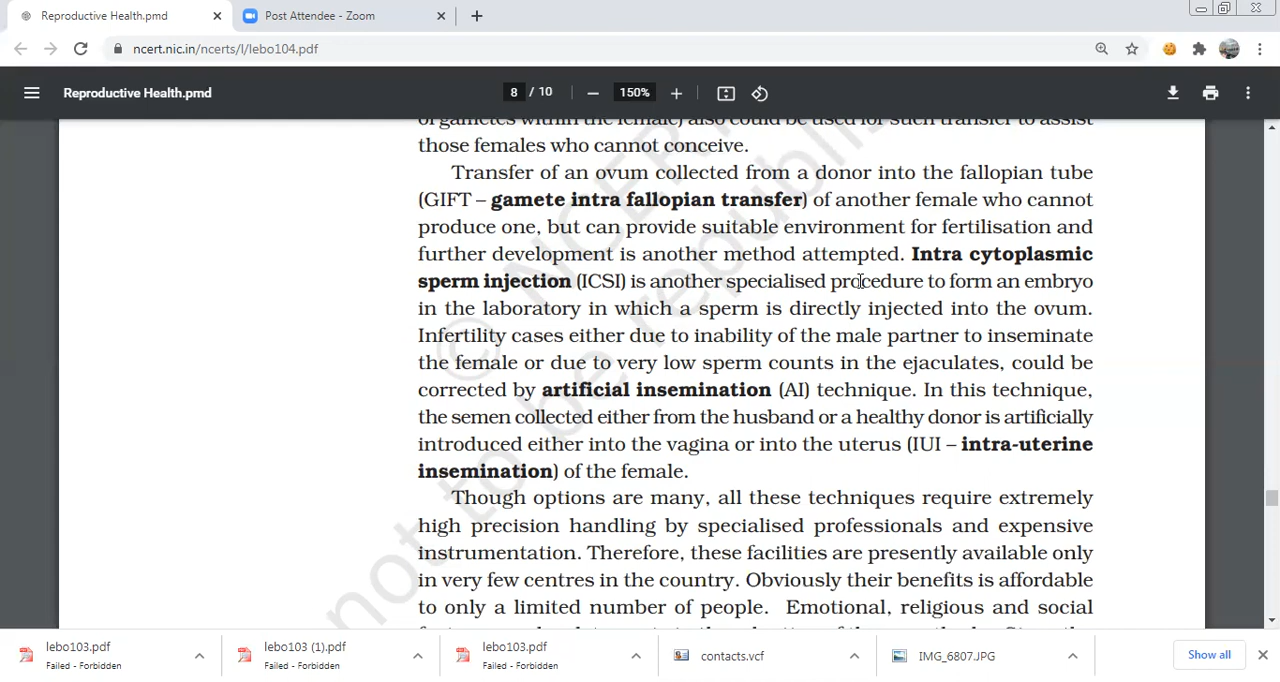 Reproductive Health.pmd
Post Attendee - Zoom
ncert.nic.in/ncerts/l/lebo104.pdf
Reproductive Health.pmd
8 / 10
150%
of gametes within the female) also could be used for such transfer to assist
those females who cannot conceive.
Transfer of an ovum collected from a donor into the fallopian tube
(GIFT – gamete intra fallopian transfer) of another female who cannot
produce one, but can provide suitable environment for fertilisation and
further development is another method attempted. Intra cytoplasmic
sperm injection (ICSI) is another specialised procedure to form an embryo
in the laboratory in which a sperm is directly injected into the ovum.
Infertility cases either due to inability of the male partner to inseminate
the female or due to very low sperm counts in the ejaculates, could be
corrected by artificial insemination (AI) technique. In this technique,
the semen collected either from the husband or a healthy donor is artificially
introduced either into the vagina or into the uterus (IUI – intra-uterine
insemination) of the female.
Though options are many, all these techniques require extremely
high precision handling by specialised professionals and expensive
instrumentation. Therefore, these facilities are presently available only
in very few centres in the country. Obviously their benefits is affordable
to only a limited number of people. Emotional, religious and social
© NCERT
not to be republis
lebo103.pdf
Failed - Forbidden
lebo103 (1).pdf
Failed - Forbidden
lebo103.pdf
Failed - Forbidden
contacts.vcf
IMG_6807.JPG
Show all